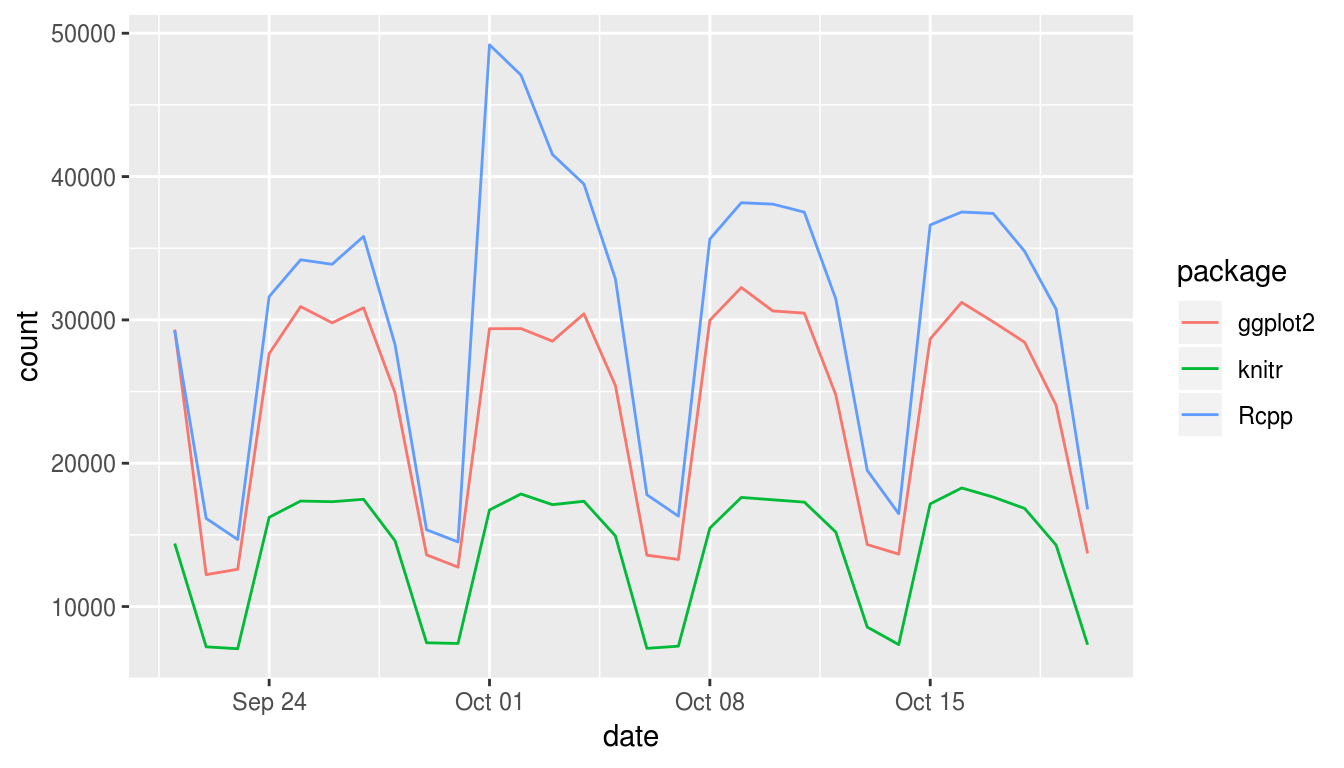 50000
40000
30000
20000
10000
count
Sep 24
Oct 01
Oct 08
Oct 15
date
package
ggplot2
knitr
Rcpp